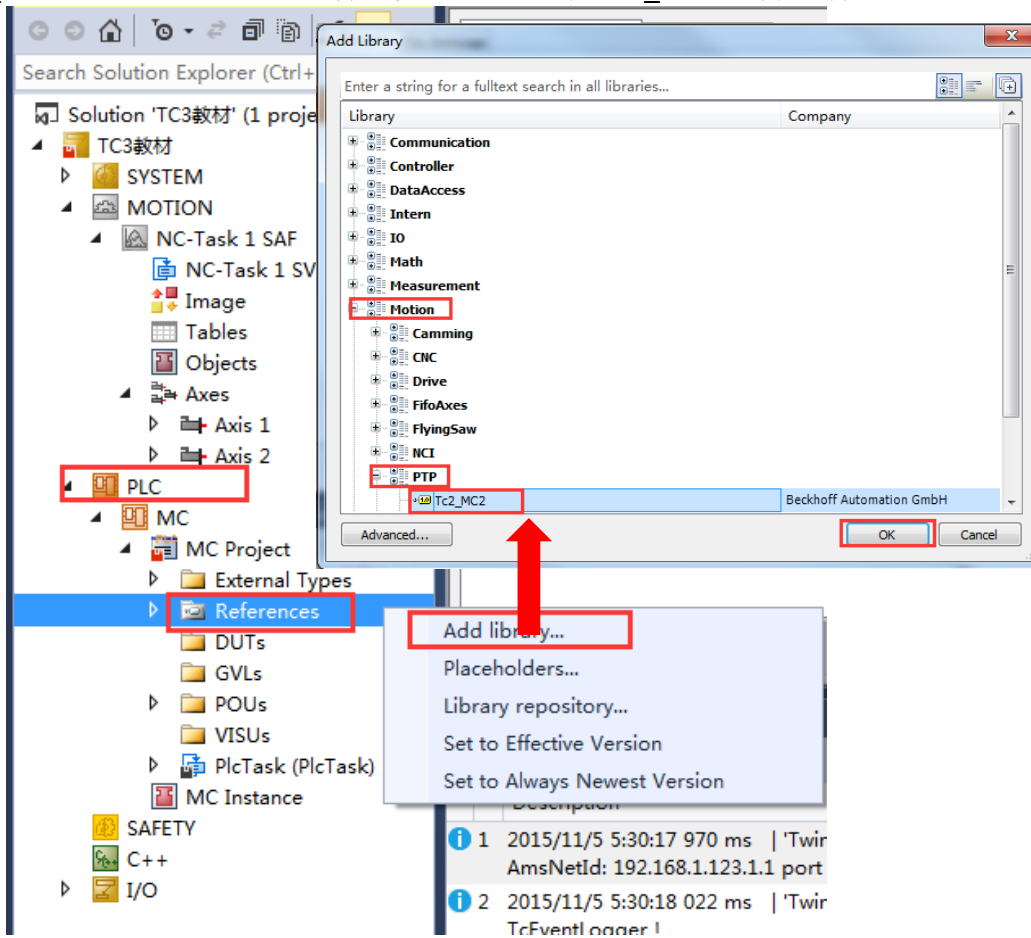 Search Solution Explorer (Ctrl+
Solution 'TC3教材' (1 proje
TC3教材
SYSTEM
MOTION
NC-Task 1 SAF
NC-Task 1 SV
Image
Tables
Objects
Axes
Axis 1
Axis 2
PLC
MC
MC Project
External Types
References
DUTs
GVLs
POUs
VISUs
PlcTask (PlcTask)
MC Instance
SAFETY
C++
I/O
Add Library
Enter a string for a fulltext search in all libraries...
Library Company
Communication
Controller
DataAccess
Intern
IO
Math
Measurement
Motion
Camming
CNC
Drive
FifoAxes
FlyingSaw
NCI
PTP
Tc2_MC2 Beckhoff Automation GmbH
Advanced... OK Cancel
Add library...
Placeholders...
Library repository...
Set to Effective Version
Set to Always Newest Version
Description
1 2015/11/5 5:30:17 970 ms | 'Twin
AmsNetId: 192.168.1.123.1.1 port
2 2015/11/5 5:30:18 022 ms | 'Twin
TcEventLogger !